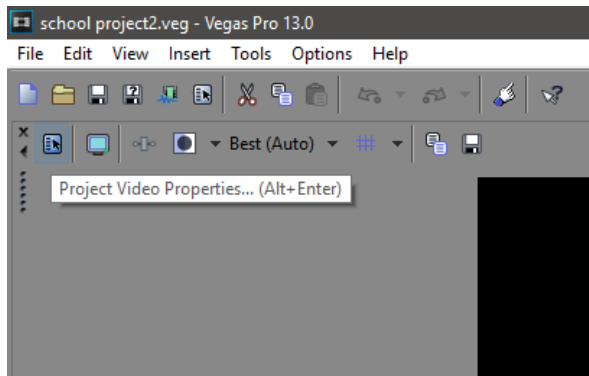 school project2.veg - Vegas Pro 13.0
File Edit View Insert Tools Options Help
Best (Auto)
Project Video Properties... (Alt+Enter)